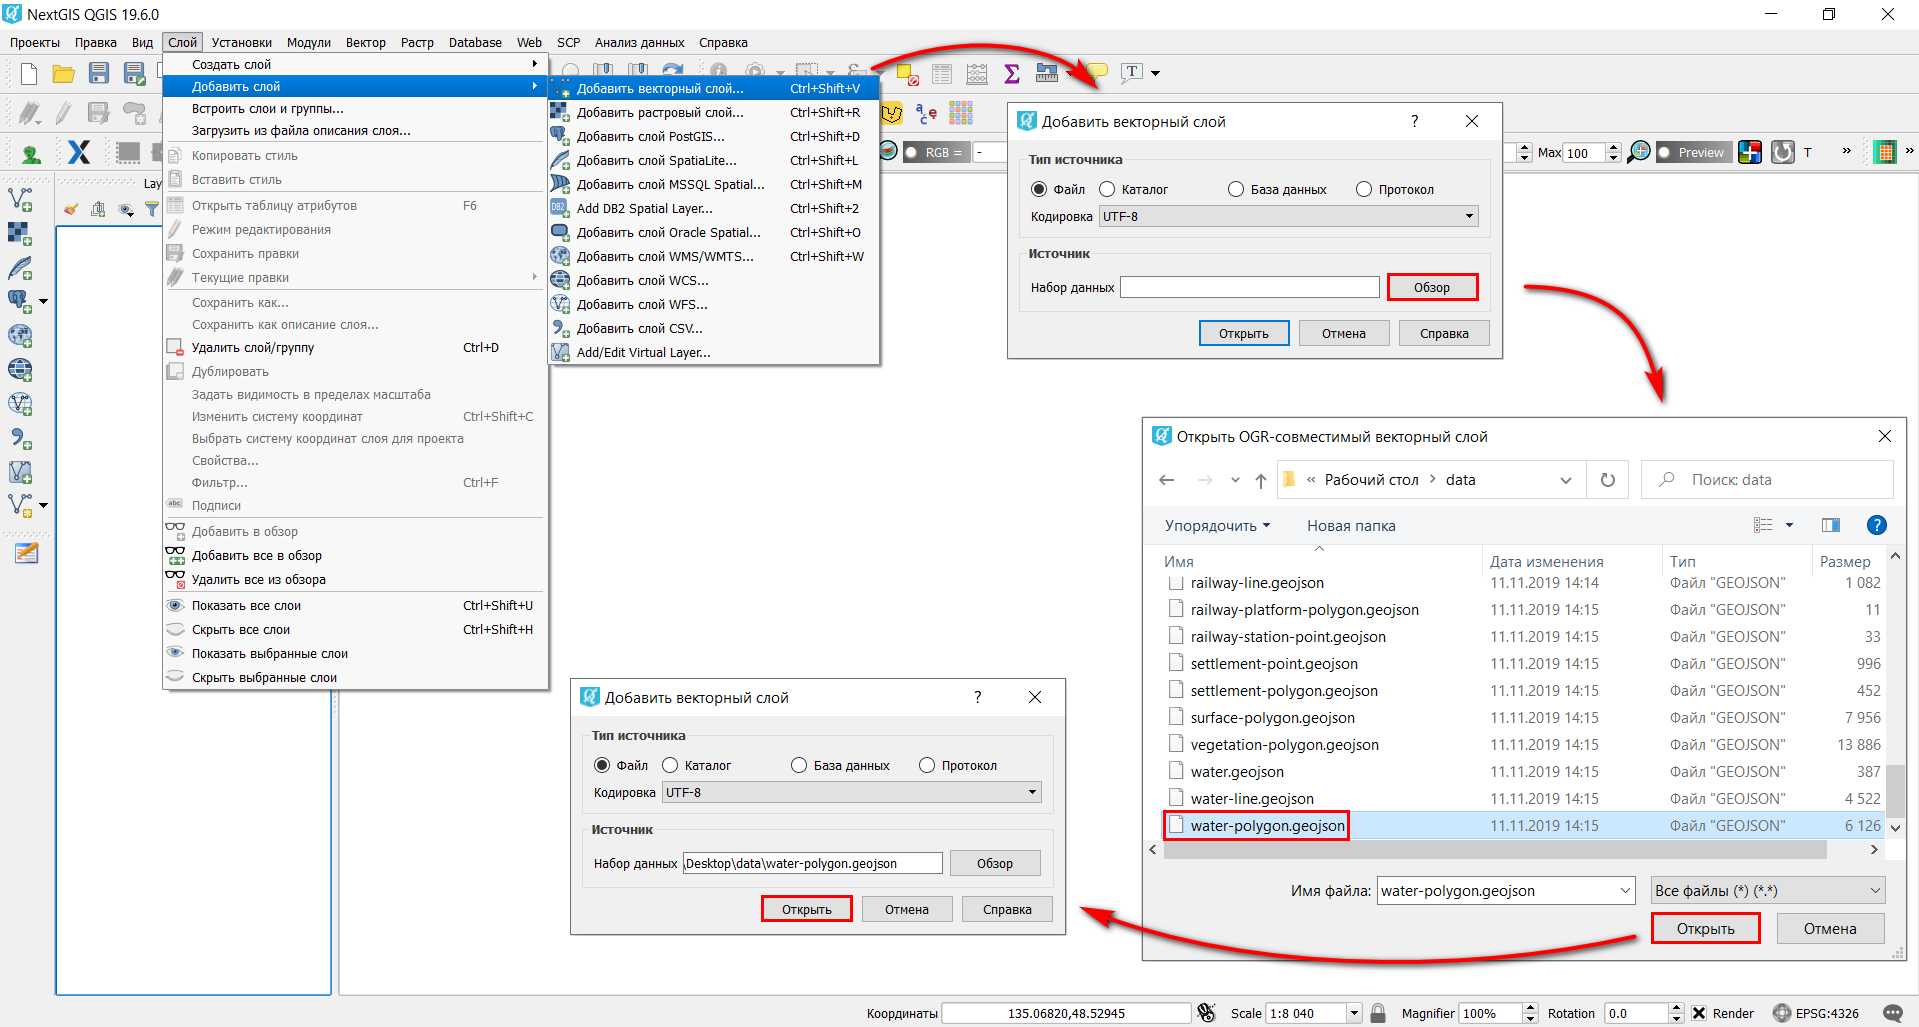 NextGIS QGIS 19.6.0
Проекты Правка Вид Слой Установки Модули Вектор Растр Database Web SCP Анализ данных Справка
Создать слой
Добавить слой
Встроить слои и группы...
Загрузить из файла описания слоя...
Копировать стиль
Вставить стиль
Открыть таблицу атрибутов F6
Режим редактирования
Сохранить правки
Текущие правки
Сохранить как...
Сохранить как описание слоя...
Удалить слой/группу Ctrl+D
Дублировать
Задать видимость в пределах масштаба
Изменить систему координат Ctrl+Shift+C
Выбрать систему координат слоя для проекта
Свойства...
Фильтр... Ctrl+F
abc Подписи
Добавить в обзор
Добавить все в обзор
Удалить все из обзора
Показать все слои Ctrl+Shift+U
Скрыть все слои Ctrl+Shift+H
Показать выбранные слои
Скрыть выбранные слои
Lay
Добавить векторный слой... Ctrl+Shift+V
Добавить растровый слой... Ctrl+Shift+R
Добавить слой PostGIS... Ctrl+Shift+D
Добавить слой SpatiaLite... Ctrl+Shift+L
Добавить слой MSSQL Spatial... Ctrl+Shift+M
DB2 Add DB2 Spatial Layer... Ctrl+Shift+2
Добавить слой Oracle Spatial... Ctrl+Shift+O
Добавить слой WMS/WMTS... Ctrl+Shift+W
Добавить слой WCS...
Добавить слой WFS...
Добавить слой CSV...
Add/Edit Virtual Layer...
RGB = -
Max 100 Preview T » »
Добавить векторный слой ?
Тип источника
Файл Каталог База данных Протокол
Кодировка UTF-8
Источник
Набор данных Обзор
Открыть Отмена Справка
Открыть OGR-совместимый векторный слой
« Рабочий стол > data Поиск: data
Упорядочить Новая папка ?
Имя Дата изменения Тип Размер
railway-line.geojson 11.11.2019 14:14 Файл "GEOJSON" 1 082
railway-platform-polygon.geojson 11.11.2019 14:15 Файл "GEOJSON" 11
railway-station-point.geojson 11.11.2019 14:15 Файл "GEOJSON" 33
settlement-point.geojson 11.11.2019 14:15 Файл "GEOJSON" 996
settlement-polygon.geojson 11.11.2019 14:15 Файл "GEOJSON" 452
surface-polygon.geojson 11.11.2019 14:15 Файл "GEOJSON" 7 956
vegetation-polygon.geojson 11.11.2019 14:15 Файл "GEOJSON" 13 886
water.geojson 11.11.2019 14:15 Файл "GEOJSON" 387
water-line.geojson 11.11.2019 14:15 Файл "GEOJSON" 4 522
water-polygon.geojson 11.11.2019 14:15 Файл "GEOJSON" 6 126
Имя файла: water-polygon.geojson Все файлы (*) (*.*)
Открыть Отмена
Добавить векторный слой ?
Тип источника
Файл Каталог База данных Протокол
Кодировка UTF-8
Источник
Набор данных \Desktop\data\water-polygon.geojson Обзор
Открыть Отмена Справка
Координаты 135.06820,48.52945 Scale 1:8 040 Magnifier 100% Rotation 0.0 Render EPSG:4326